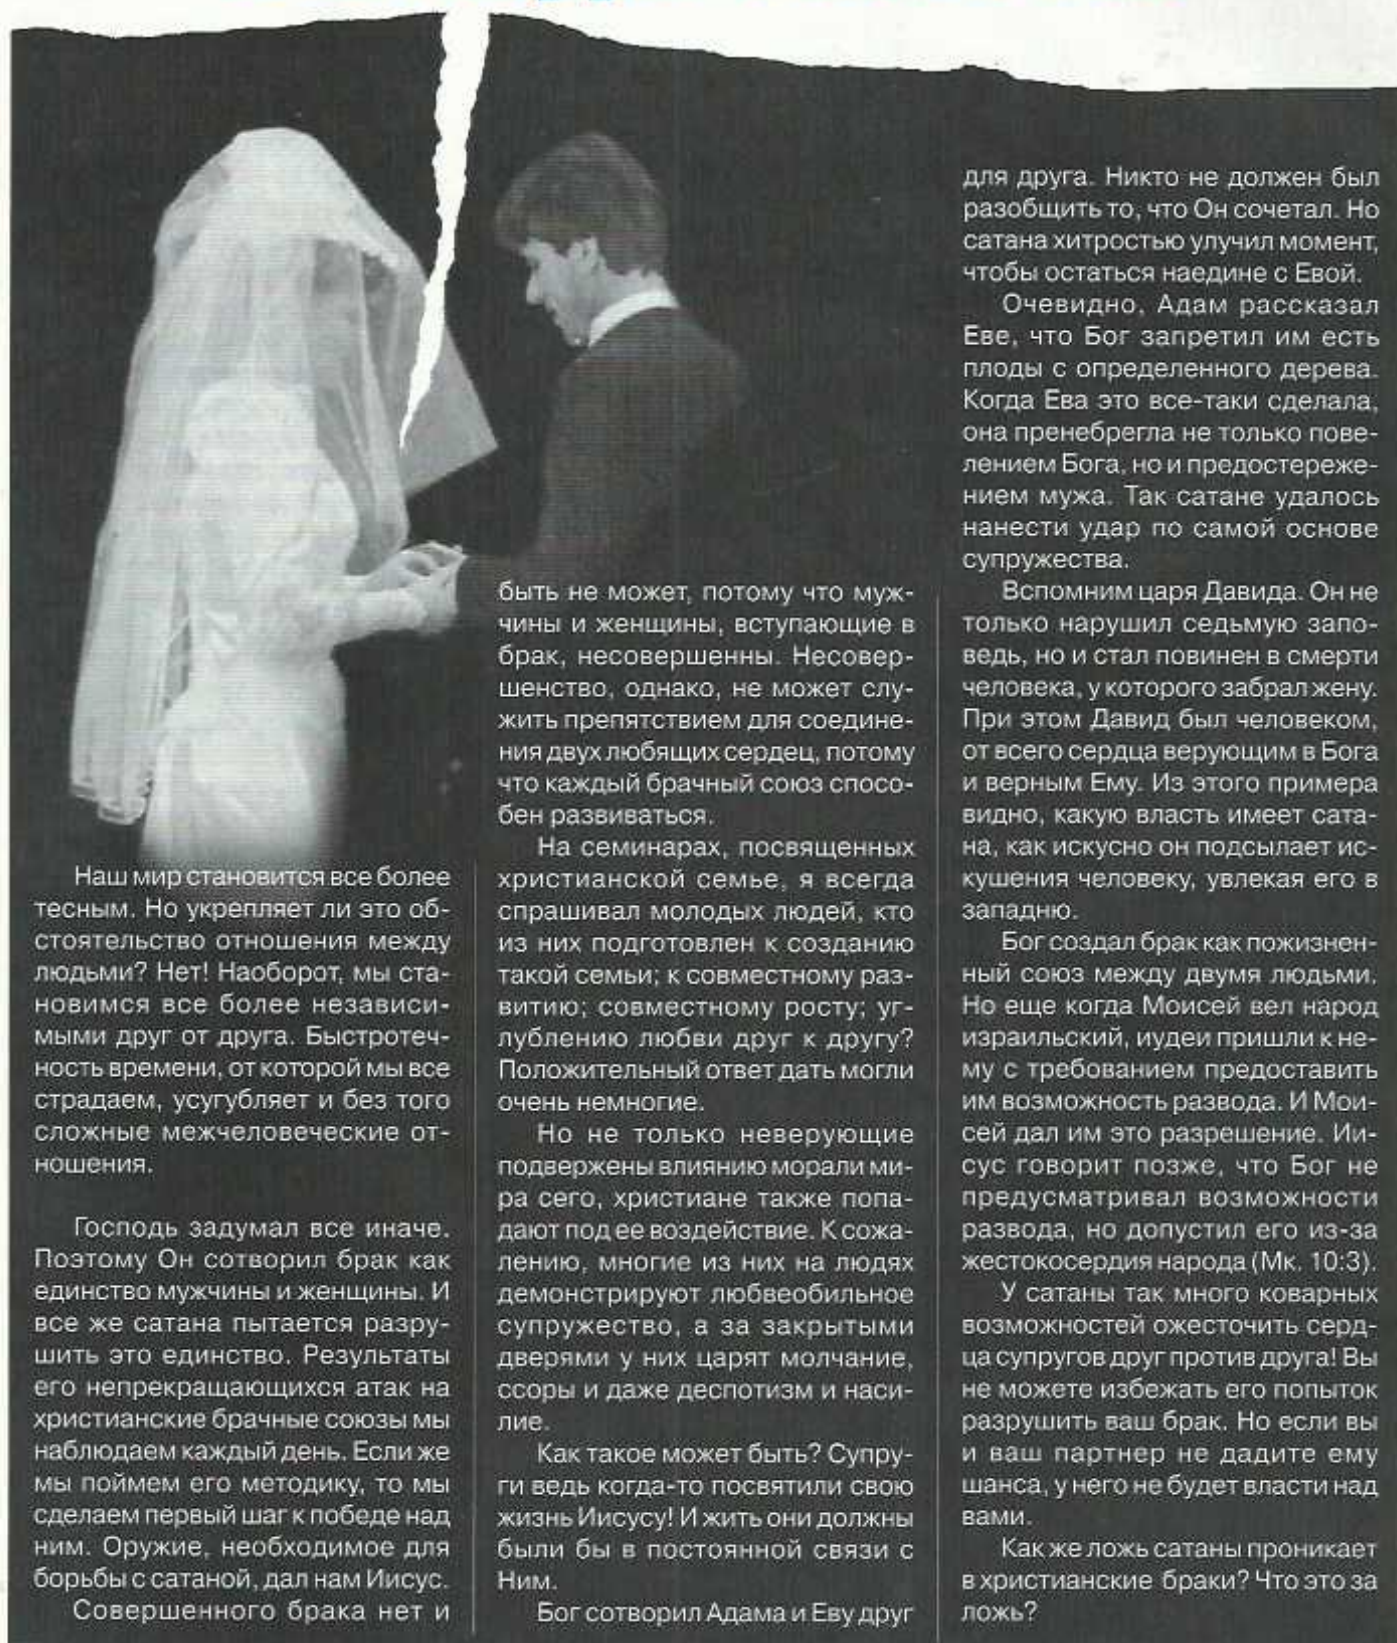 Наш мир становится все более
тесным. Но укрепляет ли это об-
стоятельство отношения между
людьми? Нет! Наоборот, мы ста-
новимся все более независи-
мыми друг от друга. Быстротеч-
ность времени, от которой мы все
страдаем, усугубляет и без того
сложные межчеловеческие от-
ношения.
Господь задумал все иначе.
Поэтому Он сотворил брак как
единство мужчины и женщины. И
все же сатана пытается разру-
шить это единство. Результаты
его непрекращающихся атак на
христианские брачные союзы мы
наблюдаем каждый день. Если же
мы поймем его методику, то мы
сделаем первый шаг к победе над
ним. Оружие, необходимое для
борьбы с сатаной, дал нам Иисус.
Совершенного брака нет и
быть не может, потому что муж-
чины и женщины, вступающие в
брак, несовершенны. Несовер-
шенство, однако, не может слу-
жить препятствием для соедине-
ния двух любящих сердец, потому
что каждый брачный союз спосо-
бен развиваться.
На семинарах, посвященных
христианской семье, я всегда
спрашивал молодых людей, кто
из них подготовлен к созданию
такой семьи; к совместному раз-
витию; совместному росту; уг-
лублению любви друг к другу?
Положительный ответ дать могли
очень немногие.
Но не только неверующие
подвержены влиянию морали ми-
ра сего, христиане также попа-
дают под ее воздействие. К сожа-
лению, многие из них на людях
демонстрируют любвеобильное
супружество, а за закрытыми
дверями у них царят молчание,
ссоры и даже деспотизм и наси-
лие.
Как такое может быть? Супру-
ги ведь когда-то посвятили свою
жизнь Иисусу! И жить они должны
были бы в постоянной связи с
Ним.
Бог сотворил Адама и Еву друг
для друга. Никто не должен был
разобщить то, что Он сочетал. Но
сатана хитростью улучил момент,
чтобы остаться наедине с Евой.
Очевидно, Адам рассказал
Еве, что Бог запретил им есть
плоды с определенного дерева.
Когда Ева это все-таки сделала,
она пренебрегла не только пове-
лением Бога, но и предостереже-
нием мужа. Так сатане удалось
нанести удар по самой основе
супружества.
Вспомним царя Давида. Он не
только нарушил седьмую запо-
ведь, но и стал повинен в смерти
человека, у которого забрал жену.
При этом Давид был человеком,
от всего сердца верующим в Бога
и верным Ему. Из этого примера
видно, какую власть имеет сата-
на, как искусно он подсылает ис-
кушения человеку, увлекая его в
западню.
Бог создал брак как пожизнен-
ный союз между двумя людьми.
Но еще когда Моисей вел народ
израильский, иудеи пришли к не-
му с требованием предоставить
им возможность развода. И Мои-
сей дал им это разрешение. Ии-
сус говорит позже, что Бог не
предусматривал возможности
развода, но допустил его из-за
жестокосердия народа (Мк. 10:3).
У сатаны так много коварных
возможностей ожесточить серд-
ца супругов друг против друга! Вы
не можете избежать его попыток
разрушить ваш брак. Но если вы
и ваш партнер не дадите ему
шанса, у него не будет власти над
вами.
Как же ложь сатаны проникает
в христианские браки? Что это за
ложь?